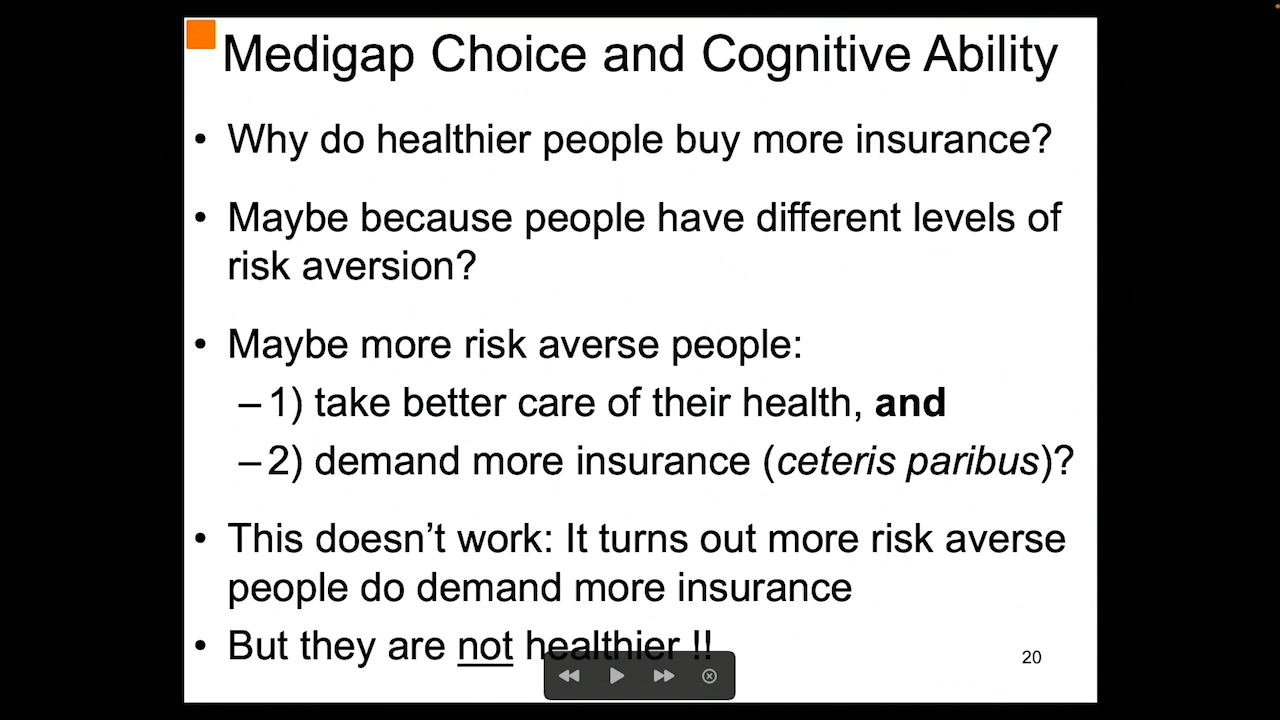 Medigap Choice and Cognitive Ability
• Why do healthier people buy more insurance?
• Maybe because people have different levels of
risk aversion?
• Maybe more risk averse people:
– 1) take better care of their health, and
– 2) demand more insurance (ceteris paribus)?
• This doesn’t work: It turns out more risk averse
people do demand more insurance
• But they are not healthier !!
20